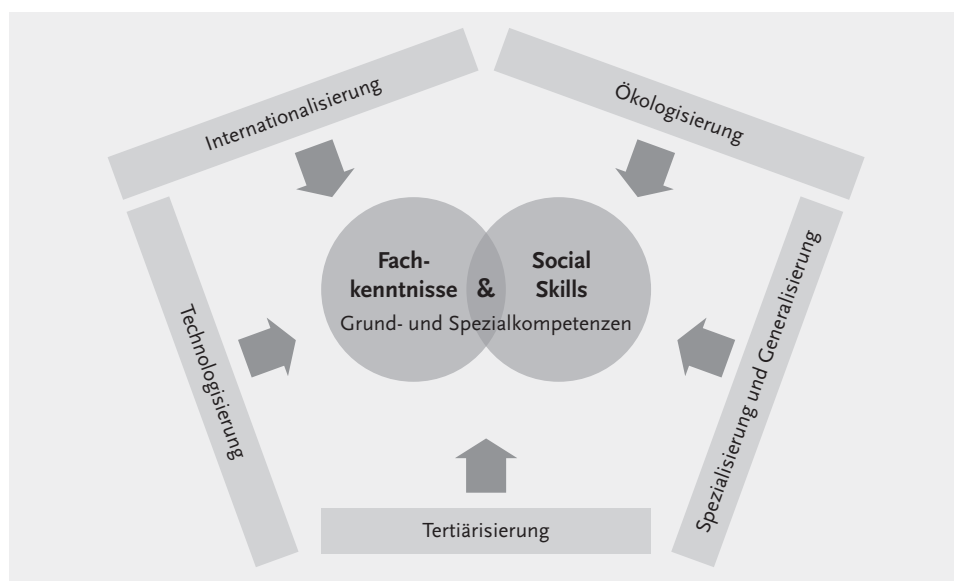 Internationalisierung
Ökologisierung
Technologisierung
Fach-
kenntnisse
&
Social
Skills
Grund- und Spezialkompetenzen
Spezialisierung und Generalisierung
Tertiärisierung